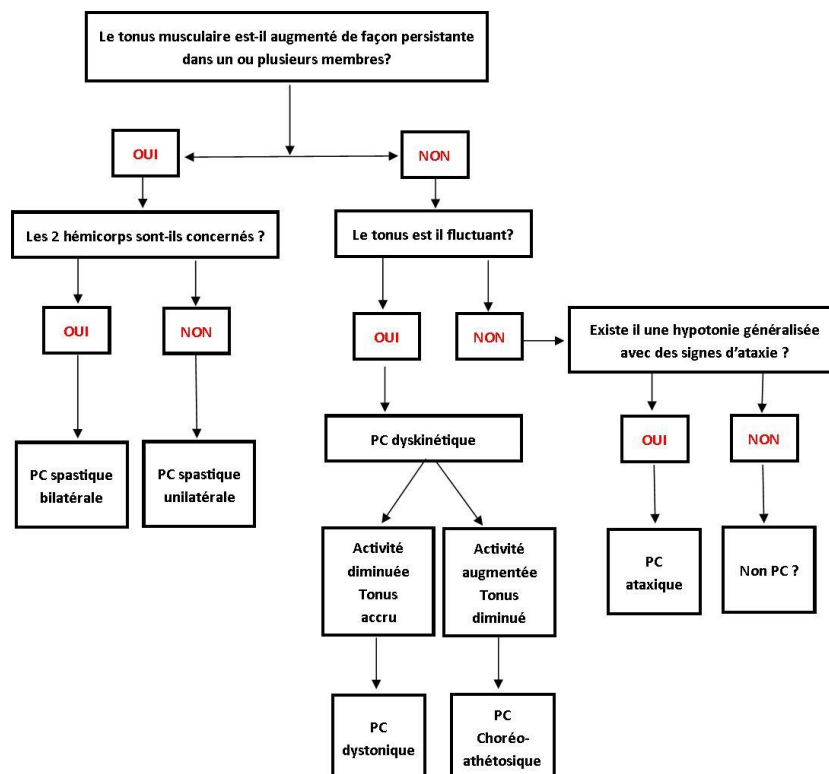 Le tonus musculaire est-il augmenté de façon persistante
dans un ou plusieurs membres?
OUI
NON
Les 2 hémicorps sont-ils concernés ?
Le tonus est il fluctuant?
OUI
NON
OUI
NON
Existe il une hypotonie généralisée
avec des signes d'ataxie ?
PC spastique
bilatérale
PC spastique
unilatérale
PC dyskinétique
OUI
NON
Activité
diminuée
Tonus
accru
Activité
augmentée
Tonus
diminué
PC
ataxique
Non PC ?
PC
dystonique
PC
Choréo-
athétosique